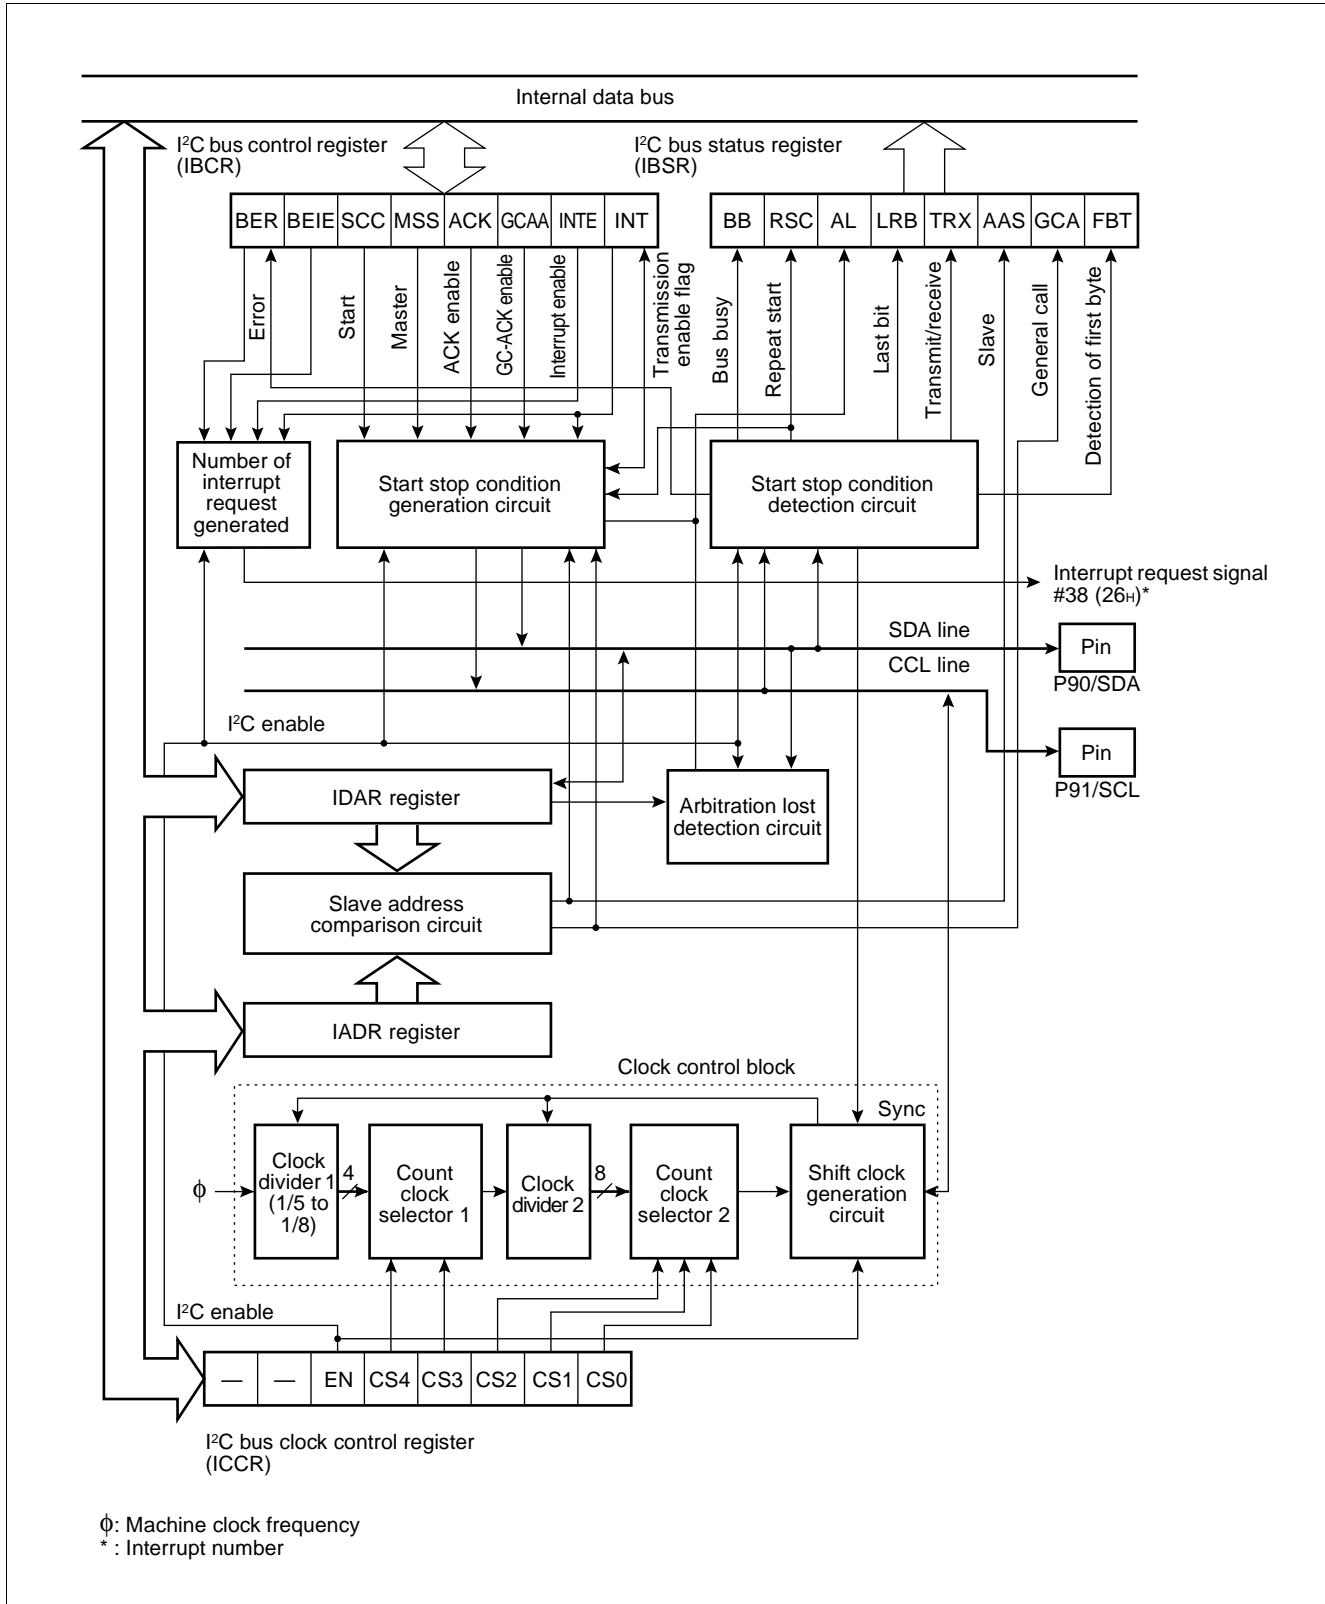 Internal data bus
I²C bus control register
(IBCR)
I²C bus status register
(IBSR)
BER BEIE SCC MSS ACK GCAA INTE INT
BB RSC AL LRB TRX AAS GCA FBT
Error
Start
Master
ACK enable
GC-ACK enable
Interrupt enable
Transmission
enable flag
Bus busy
Repeat start
Last bit
Transmit/receive
Slave
General call
Detection of first byte
Number of
interrupt
request
generated
Start stop condition
generation circuit
Start stop condition
detection circuit
Interrupt request signal
#38 (26H)*
SDA line
Pin
P90/SDA
CCL line
I²C enable
Pin
P91/SCL
IDAR register
Arbitration lost
detection circuit
Slave address
comparison circuit
IADR register
Clock control block
Sync
ϕ
Clock
divider 1
(1/5 to
1/8)
4
Count
clock
selector 1
Clock
divider 2
8
Count
clock
selector 2
Shift clock
generation
circuit
I²C enable
— — EN CS4 CS3 CS2 CS1 CS0
I²C bus clock control register
(ICCR)
ϕ: Machine clock frequency
* : Interrupt number